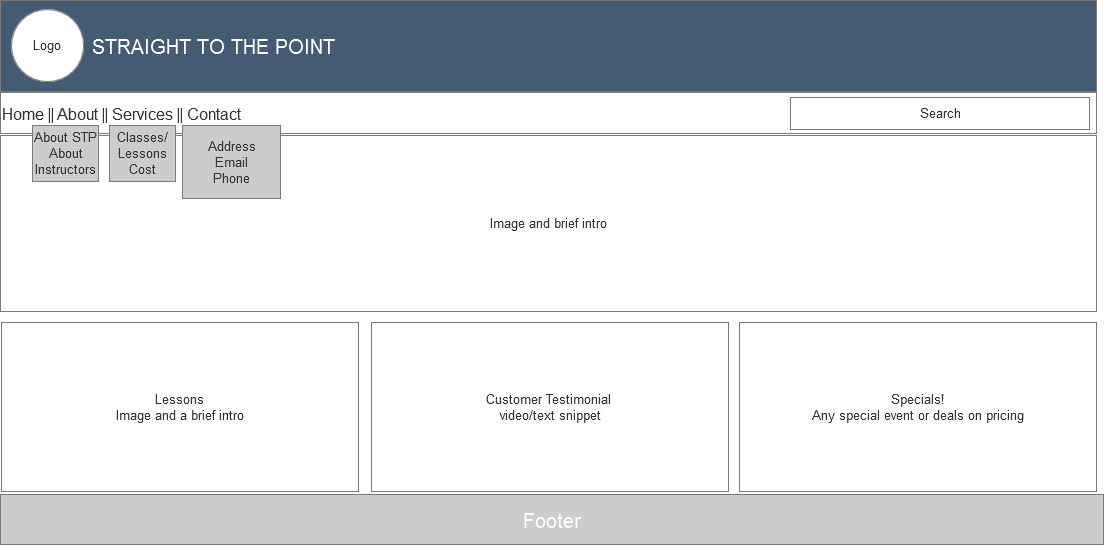 Logo
STRAIGHT TO THE POINT
Home || About || Services || Contact
Search
About STP
About
Instructors
Classes/
Lessons
Cost
Address
Email
Phone
Image and brief intro
Lessons
Image and a brief intro
Customer Testimonial
video/text snippet
Specials!
Any special event or deals on pricing
Footer